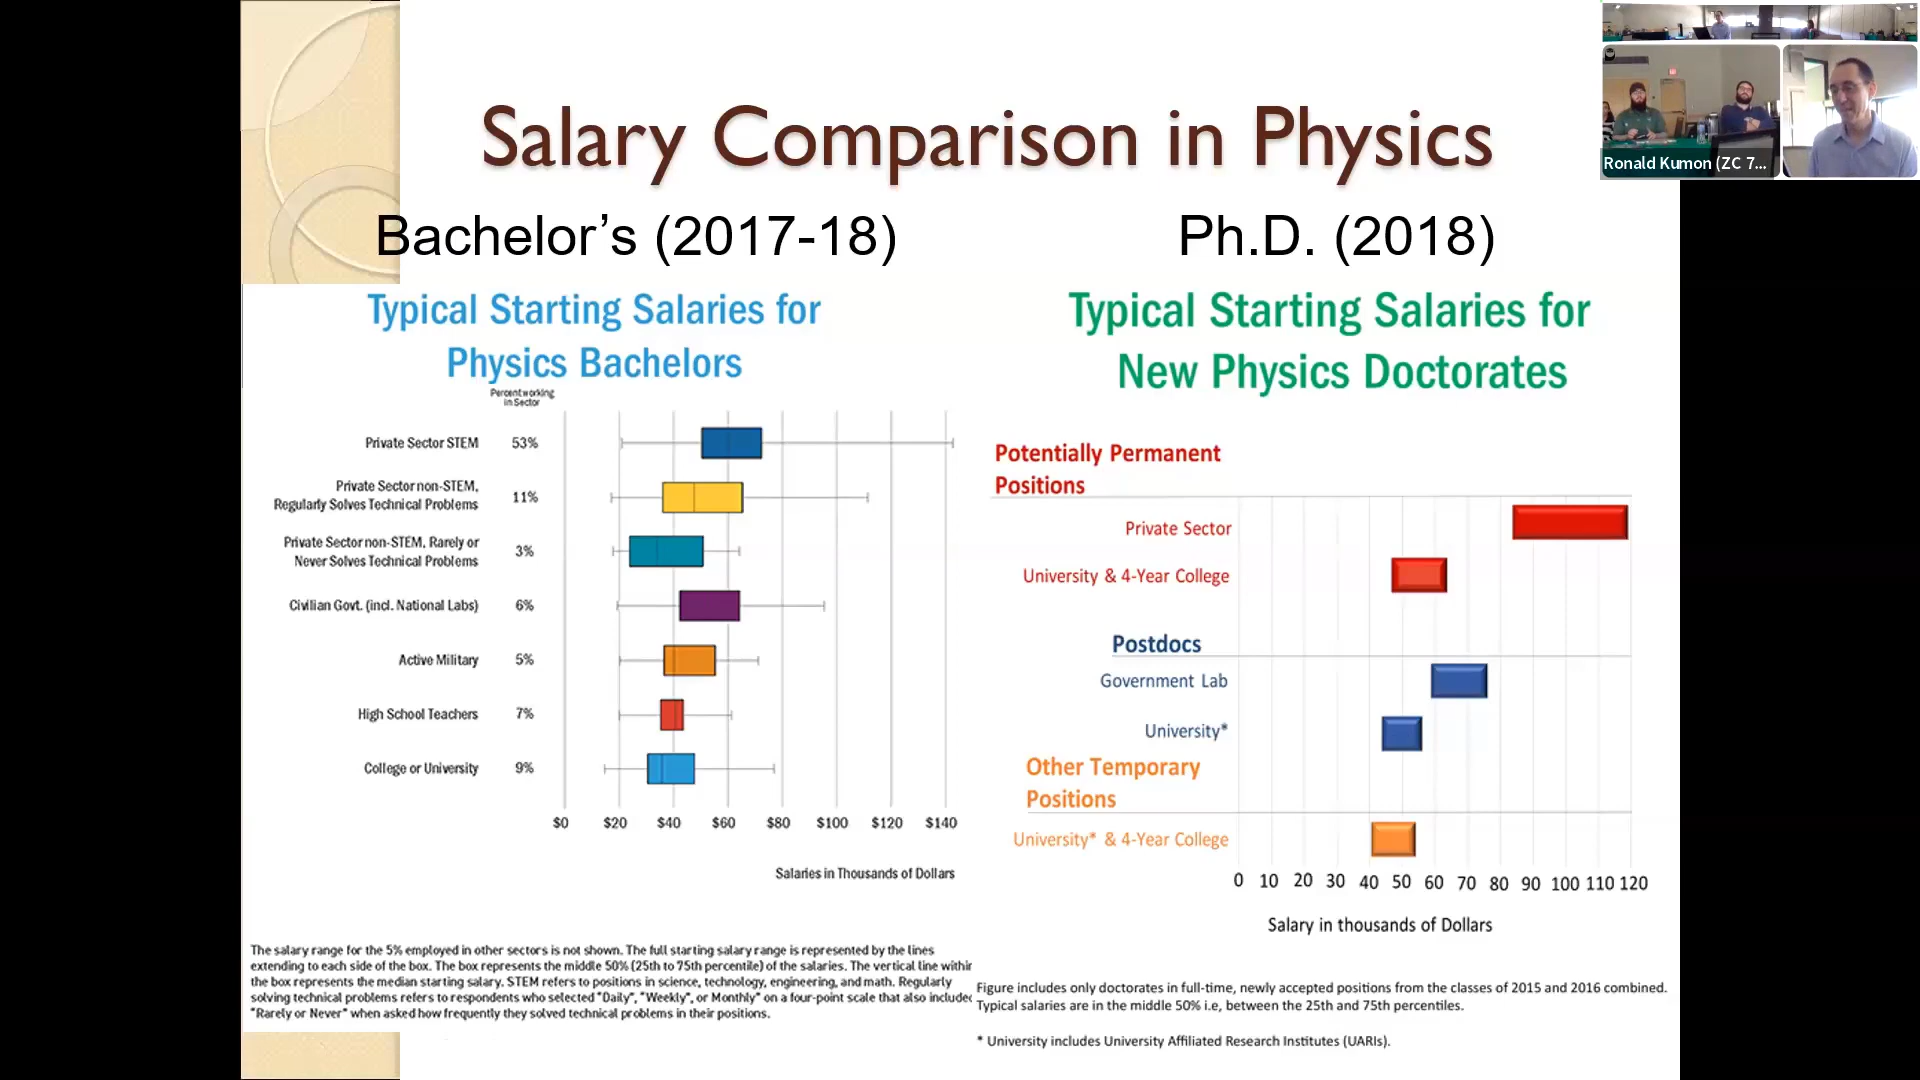 Salary Comparison in Physics
Ronald Kumon (ZC 7...
Bachelor's (2017-18)
Typical Starting Salaries for
Physics Bachelors
Percent working
in Sector
Private Sector STEM 53%
Private Sector non-STEM,
Regularly Solves Technical Problems 11%
Private Sector non-STEM, Rarely or
Never Solves Technical Problems 3%
Civilian Govt. (incl. National Labs) 6%
Active Military 5%
High School Teachers 7%
College or University 9%
$0 $20 $40 $60 $80 $100 $120 $140
Salaries in Thousands of Dollars
The salary range for the 5% employed in other sectors is not shown. The full starting salary range is represented by the lines
extending to each side of the box. The box represents the middle 50% (25th to 75th percentile) of the salaries. The vertical line within
the box represents the median starting salary. STEM refers to positions in science, technology, engineering, and math. Regularly
solving technical problems refers to respondents who selected "Daily", "Weekly", or Monthly" on a four-point scale that also included
"Rarely or Never" when asked how frequently they solved technical problems in their positions.
Ph.D. (2018)
Typical Starting Salaries for
New Physics Doctorates
Potentially Permanent
Positions
Private Sector
University & 4-Year College
Postdocs
Government Lab
University*
Other Temporary
Positions
University* & 4-Year College
0 10 20 30 40 50 60 70 80 90 100 110 120
Salary in thousands of Dollars
Figure includes only doctorates in full-time, newly accepted positions from the classes of 2015 and 2016 combined.
Typical salaries are in the middle 50% i.e, between the 25th and 75th percentiles.
* University includes University Affiliated Research Institutes (UARIs).